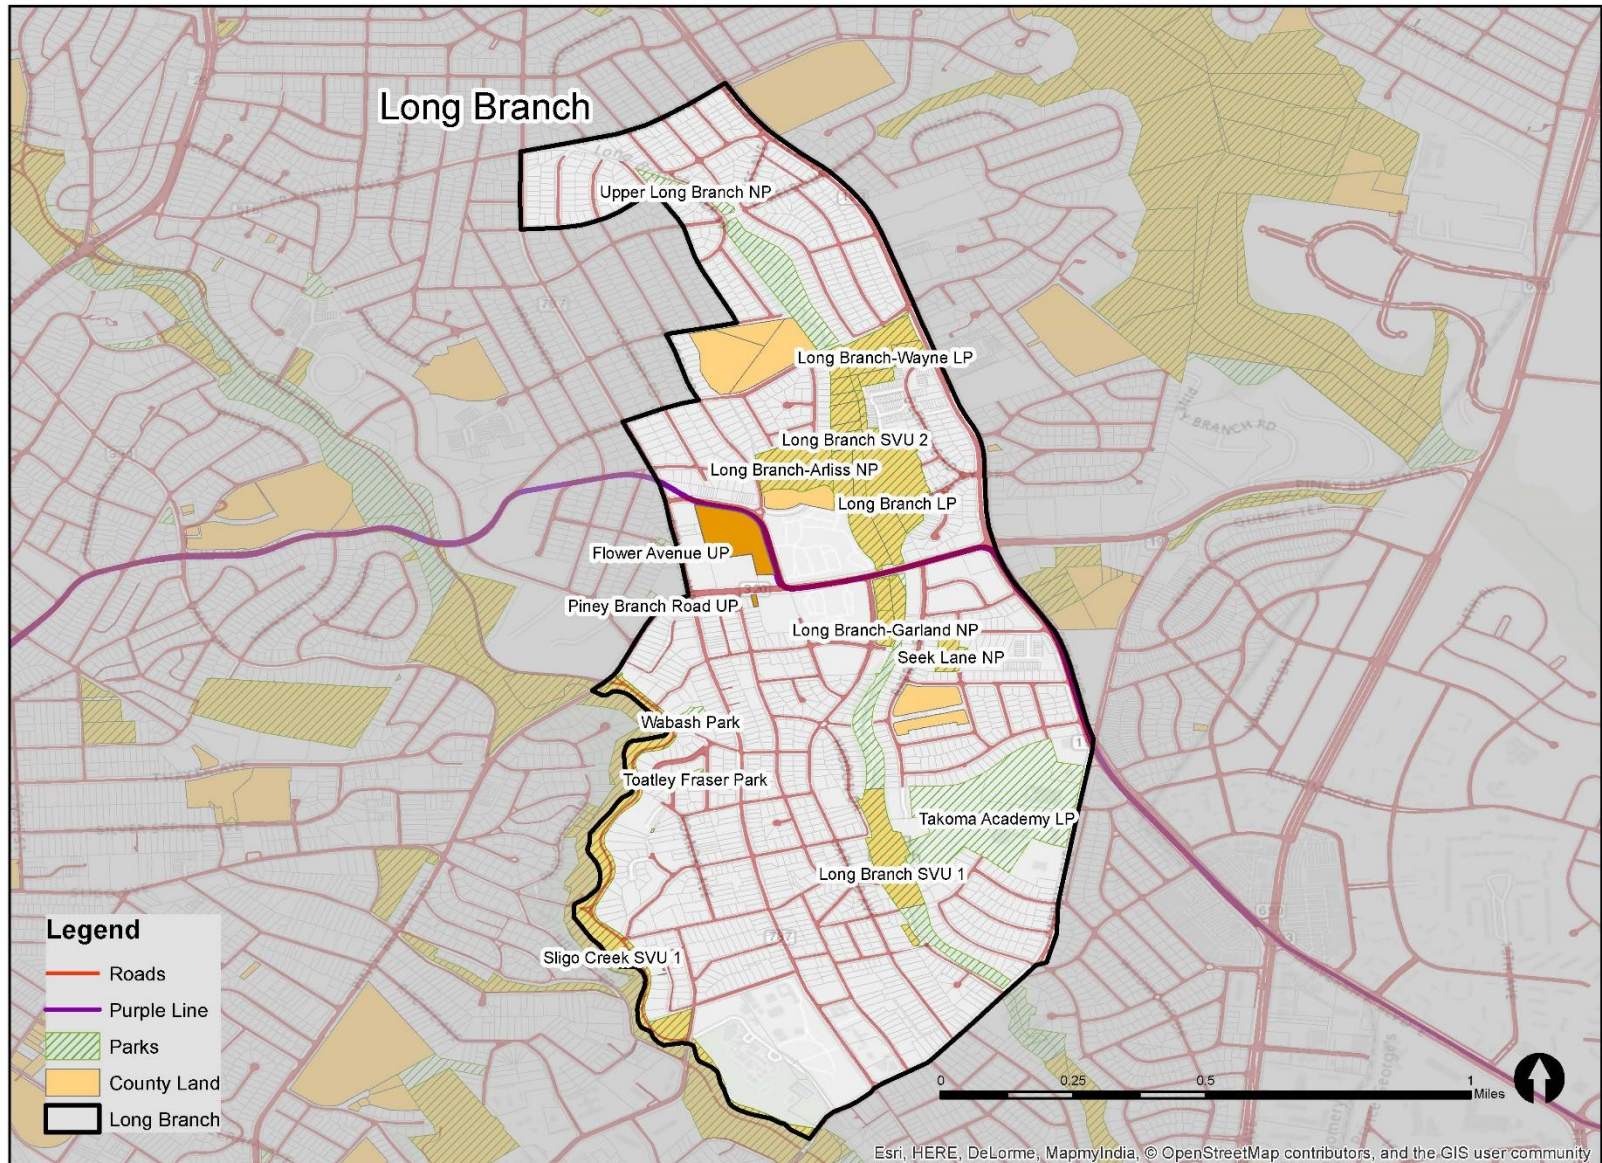 Long Branch
Upper Long Branch NP
Long Branch-Wayne LP
Long Branch SVU 2
Long Branch-Arliss NP
Long Branch LP
Flower Avenue UP
320
Piney Branch Road UP
Long Branch-Garland NP
Seek Lane NP
Wabash Park
Toatley Fraser Park
Takoma Academy LP
Long Branch SVU 1
Sligo Creek SVU 1
787
650
Legend
Roads
Purple Line
Parks
County Land
Long Branch
0 0.25 0.5 1
Miles
Esri, HERE, DeLorme, MapmyIndia, © OpenStreetMap contributors, and the GIS user community